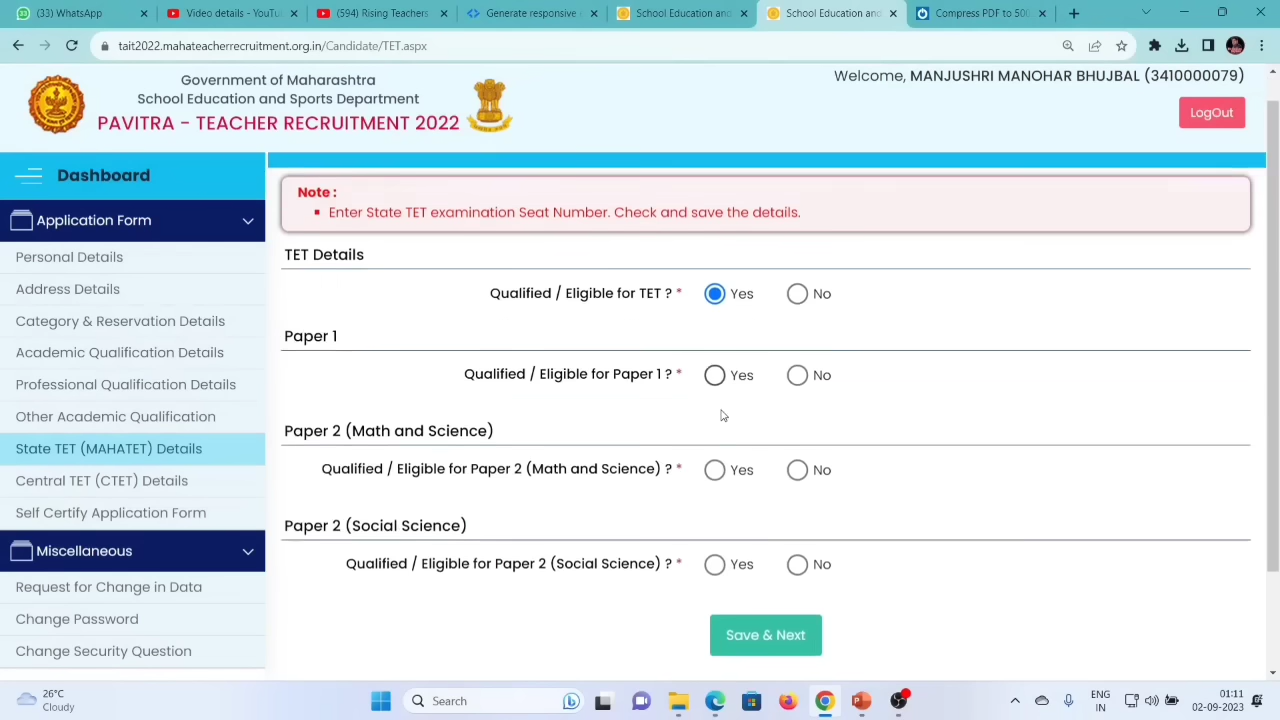 (33) WhatsApp
Video details - YouTu
(594) Rising Teachers
Generate responsive
School Education and
School Education and
Compress PDF to 500
tait2022.mahateacherrecruitment.org.in/Candidate/TET.aspx
Government of Maharashtra
School Education and Sports Department
PAVITRA - TEACHER RECRUITMENT 2022
Welcome, MANJUSHRI MANOHAR BHUJBAL (3410000079)
LogOut
Dashboard
Application Form
Personal Details
Address Details
Category & Reservation Details
Academic Qualification Details
Professional Qualification Details
Other Academic Qualification
State TET (MAHATET) Details
Central TET (CTET) Details
Self Certify Application Form
Miscellaneous
Request for Change in Data
Change Password
Change Security Question
Note :
Enter State TET examination Seat Number. Check and save the details.
TET Details
Qualified / Eligible for TET ? * Yes No
Paper 1
Qualified / Eligible for Paper 1 ? * Yes No
Paper 2 (Math and Science)
Qualified / Eligible for Paper 2 (Math and Science) ? * Yes No
Paper 2 (Social Science)
Qualified / Eligible for Paper 2 (Social Science) ? * Yes No
Save & Next
26°C
Cloudy
Search
ENG
IN
01:11
02-09-2023